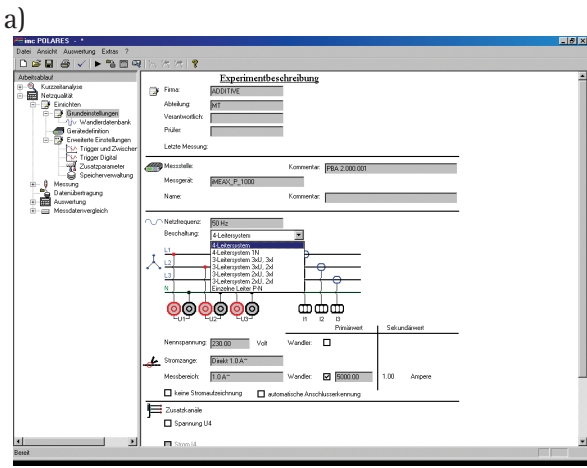 a)
imc POLARES - *
Datei Ansicht Auswertung Extras ?
Arbeitsablauf
Kurzzeitanalyse
Netzqualität
Einrichten
Grundeinstellungen
Wandlerdatenbank
Gerätedefinition
Erweiterte Einstellungen
Trigger und Zwischer
Trigger Digital
Zusatzparameter
Speicherverwaltung
Messung
Datenübertragung
Auswertung
Messdatenvergleich
Experimentbeschreibung
Firma: ADDITIVE
Abteilung: MT
Verantwortlich:
Prüfer:
Letzte Messung:
Messstelle: Kommentar: PBA 2.000.001
Messgerät: iMEAX_P_1000
Name: Kommentar:
Netzfrequenz: 50 Hz
Beschaltung: 4-Leitersystem
4-Leitersystem
4-Leitersystem 1N
3-Leitersystem 3xU, 3xI
3-Leitersystem 3xU, 2xI
3-Leitersystem 2xU, 3xI
3-Leitersystem 2xU, 2xI
Einzelne Leiter P-N
L1
L2
L3
N
U1 U2 U3 I1 I2 I3
Primärwert Sekundärwert
Nennspannung: 230.00 Volt Wandler:
Stromzange: Direkt 1.0 A~
Messbereich: 1.0 A~ Wandler: 5000.00 1.00 Ampere
keine Stromaufzeichnung automatische Anschlusserkennung
Zusatzkanäle
Spannung U4
Strom I4
Bereit